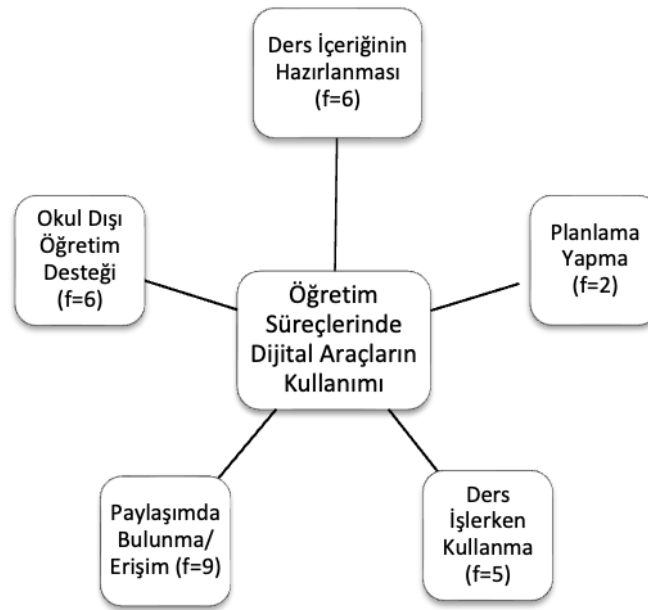 Ders İçeriğinin
Hazırlanması
(f=6)
Okul Dışı
Öğretim
Desteği
(f=6)
Planlama
Yapma
(f=2)
Öğretim
Süreçlerinde
Dijital Araçların
Kullanımı
Paylaşımda
Bulunma/
Erişim (f=9)
Ders
İşlerken
Kullanma
(f=5)